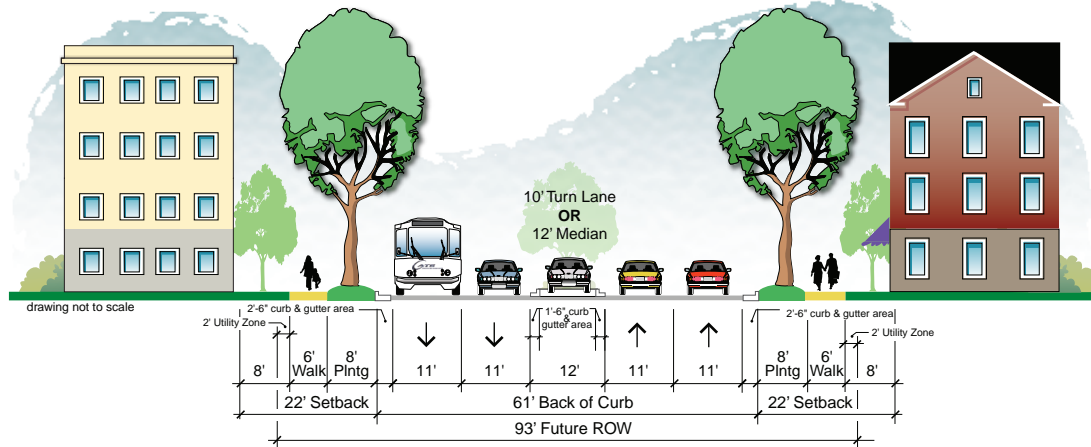 10' Turn Lane
OR
12' Median
drawing not to scale
2'-6" curb & gutter area
1'-6" curb
&
gutter area
2'-6" curb & gutter area
2' Utility Zone
2' Utility Zone
8'
6'
Walk
8'
Plntg
11'
11'
12'
11'
11'
8'
Plntg
6'
Walk
8'
22' Setback
61' Back of Curb
22' Setback
93' Future ROW